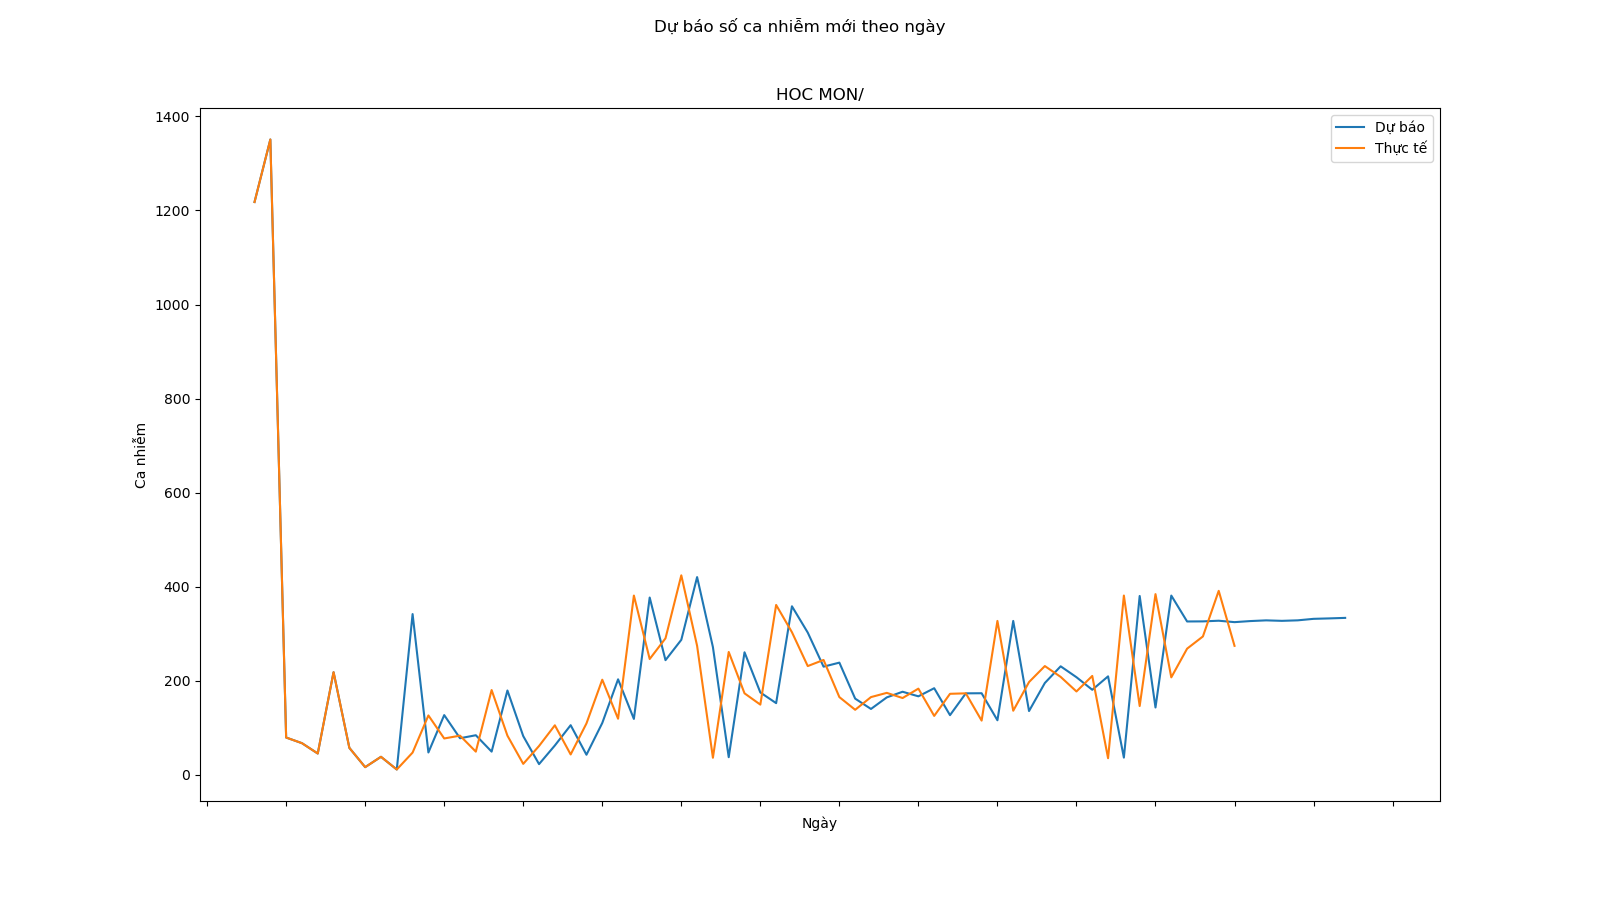 Dự báo số ca nhiễm mới theo ngày
HOC MON/
Dự báo
Thực tế
1400
1200
1000
800
600
400
200
0
Ca nhiễm
Ngày